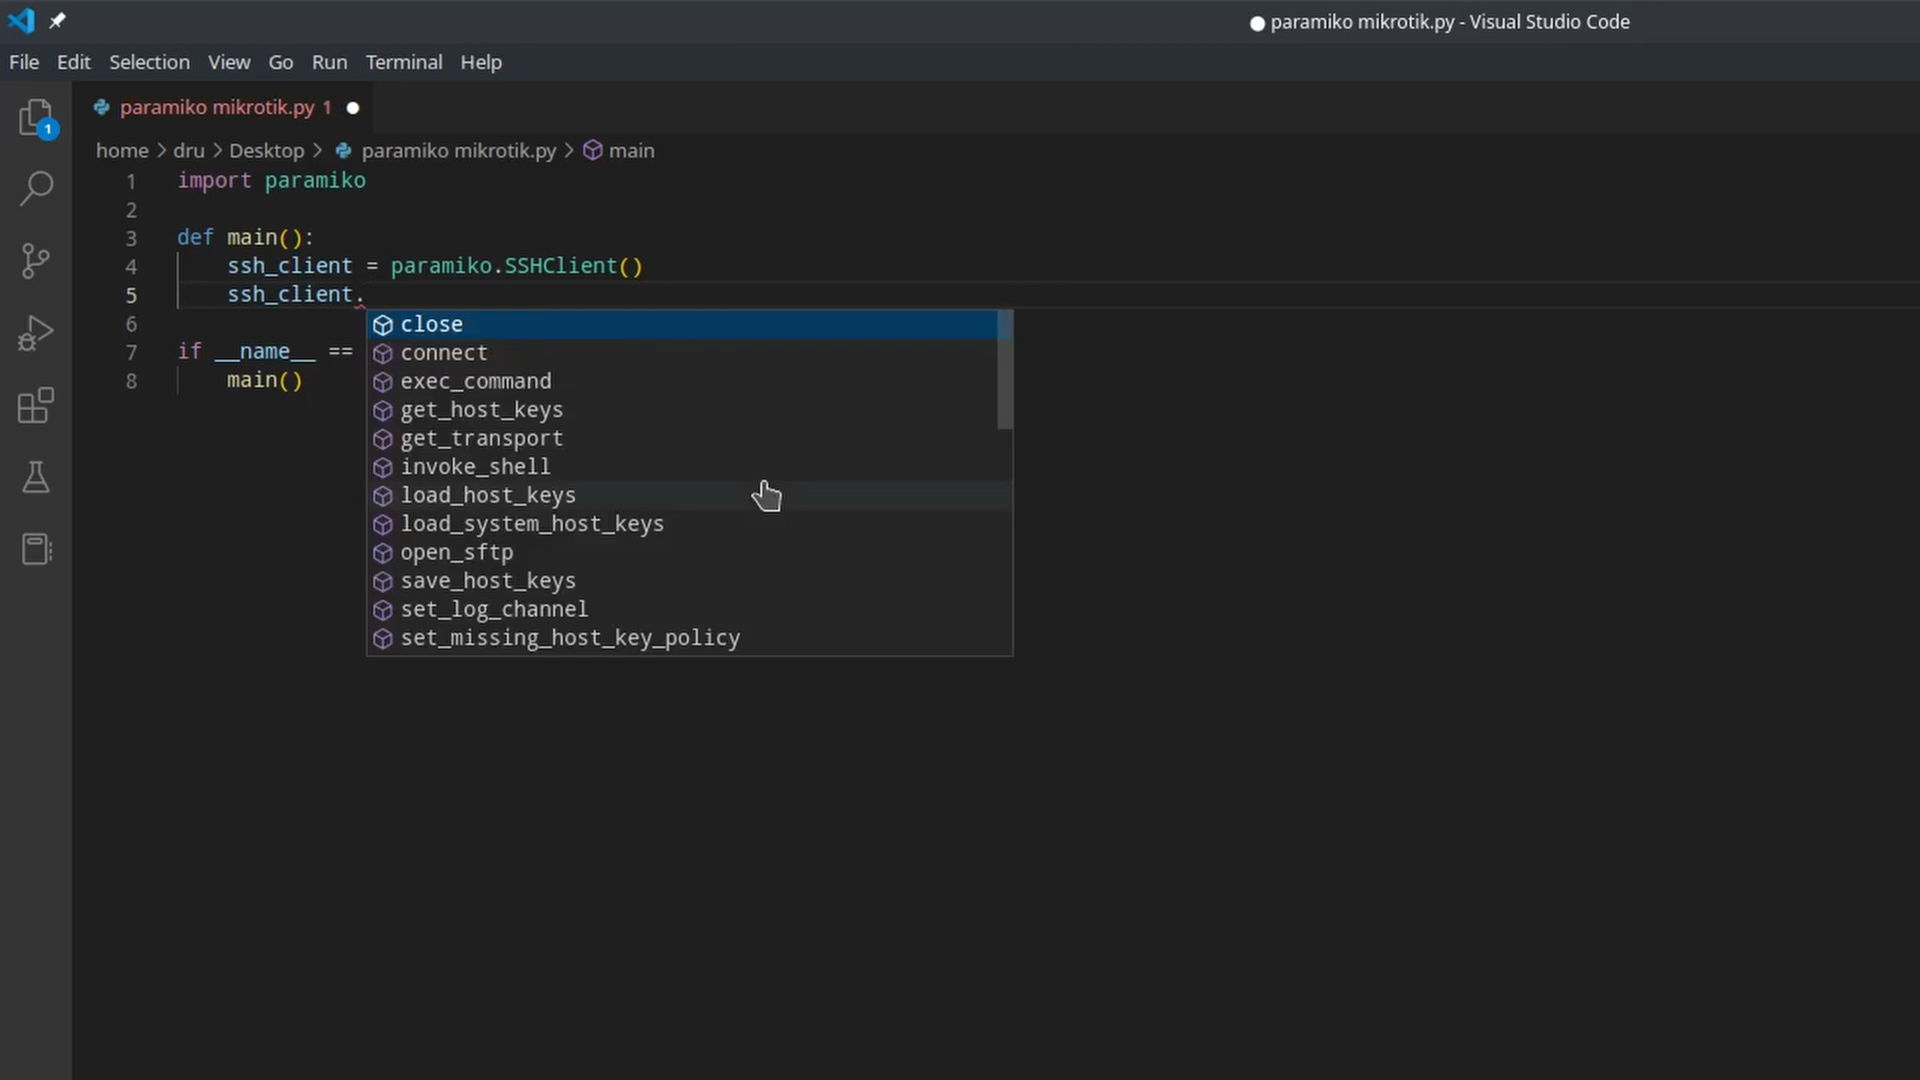 paramiko mikrotik.py - Visual Studio Code
File Edit Selection View Go Run Terminal Help
paramiko mikrotik.py 1
1
home > dru > Desktop > paramiko mikrotik.py > main
1 import paramiko
2
3 def main():
4 ssh_client = paramiko.SSHClient()
5 ssh_client.
6
7 if __name__ ==
8 main()
close
connect
exec_command
get_host_keys
get_transport
invoke_shell
load_host_keys
load_system_host_keys
open_sftp
save_host_keys
set_log_channel
set_missing_host_key_policy